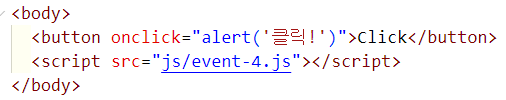 <body>
<button onclick="alert('클릭!')">Click</button>
<script src="js/event-4.js"></script>
</body>